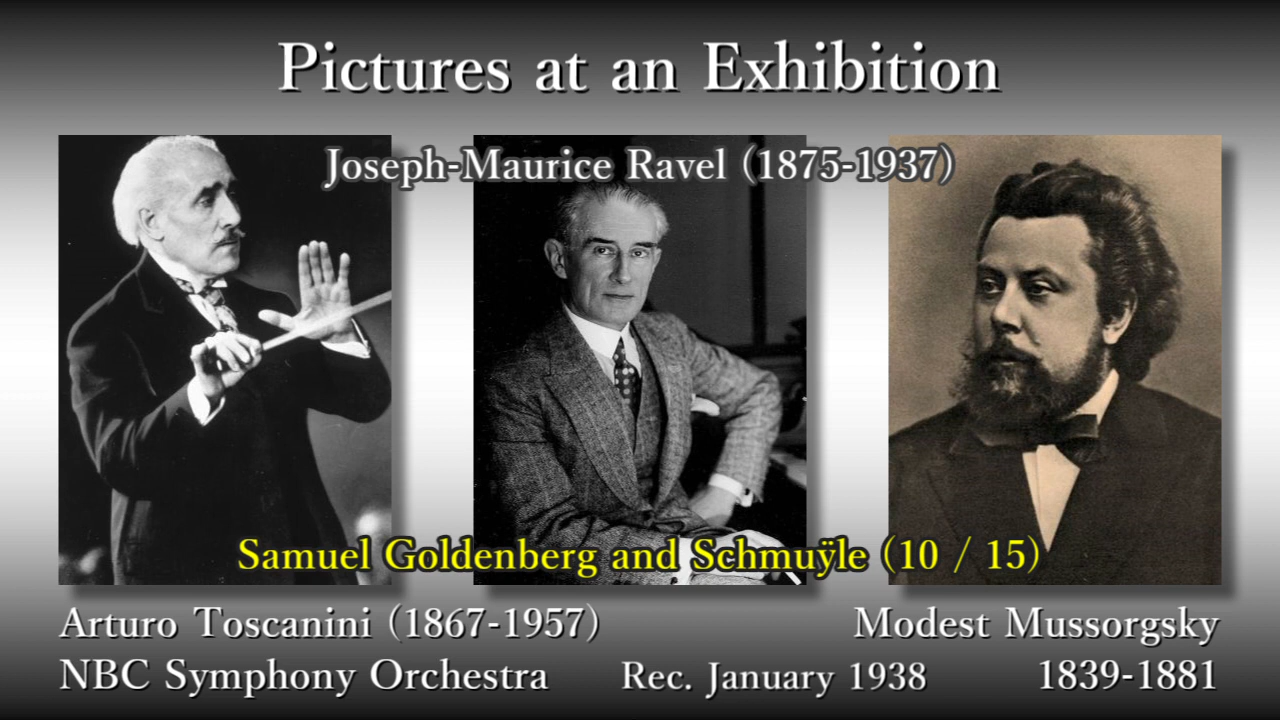 Pictures at an Exhibition
Joseph-Maurice Ravel (1875-1937)
Samuel Goldenberg and Schmuÿle (10 / 15)
Arturo Toscanini (1867-1957)
NBC Symphony Orchestra
Rec. January 1938
Modest Mussorgsky
1839-1881